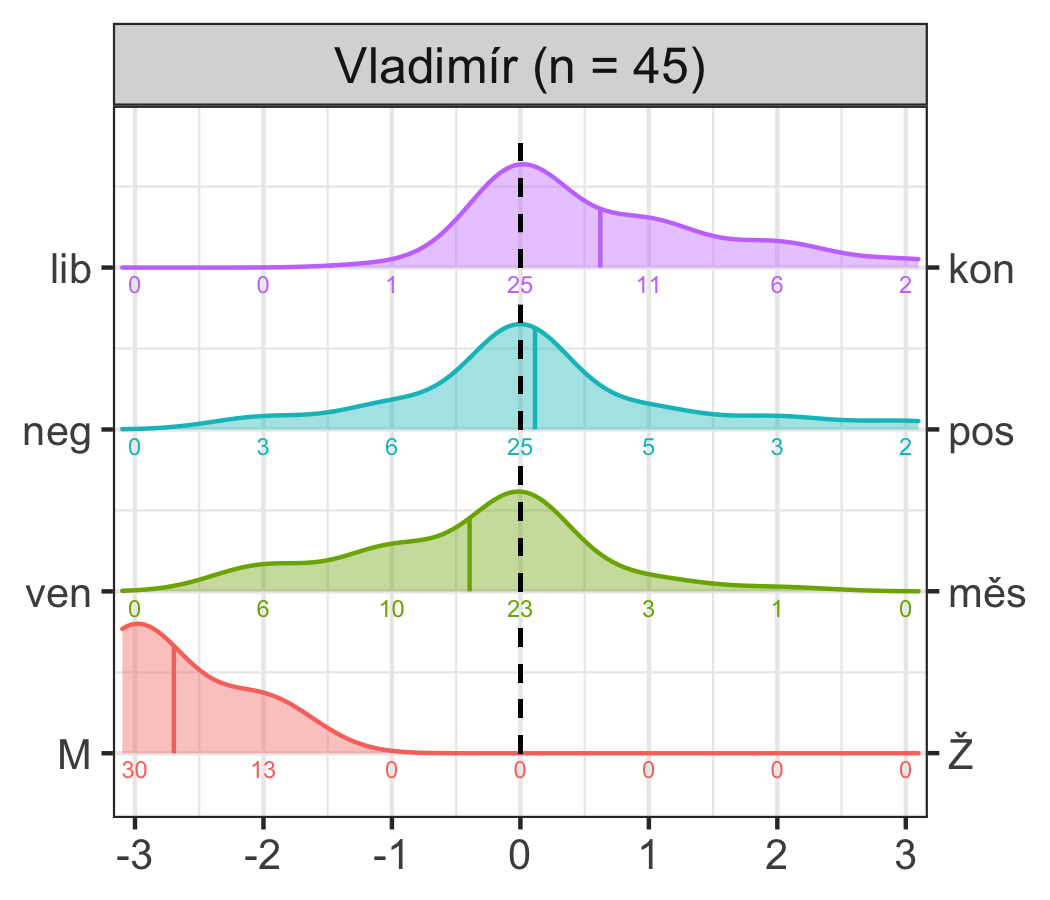 Vladimír (n = 45)
lib kon
0 0 1 25 11 6 2
neg pos
0 3 6 25 5 3 2
ven měs
0 6 10 23 3 1 0
M Ž
30 13 0 0 0 0 0
-3 -2 -1 0 1 2 3